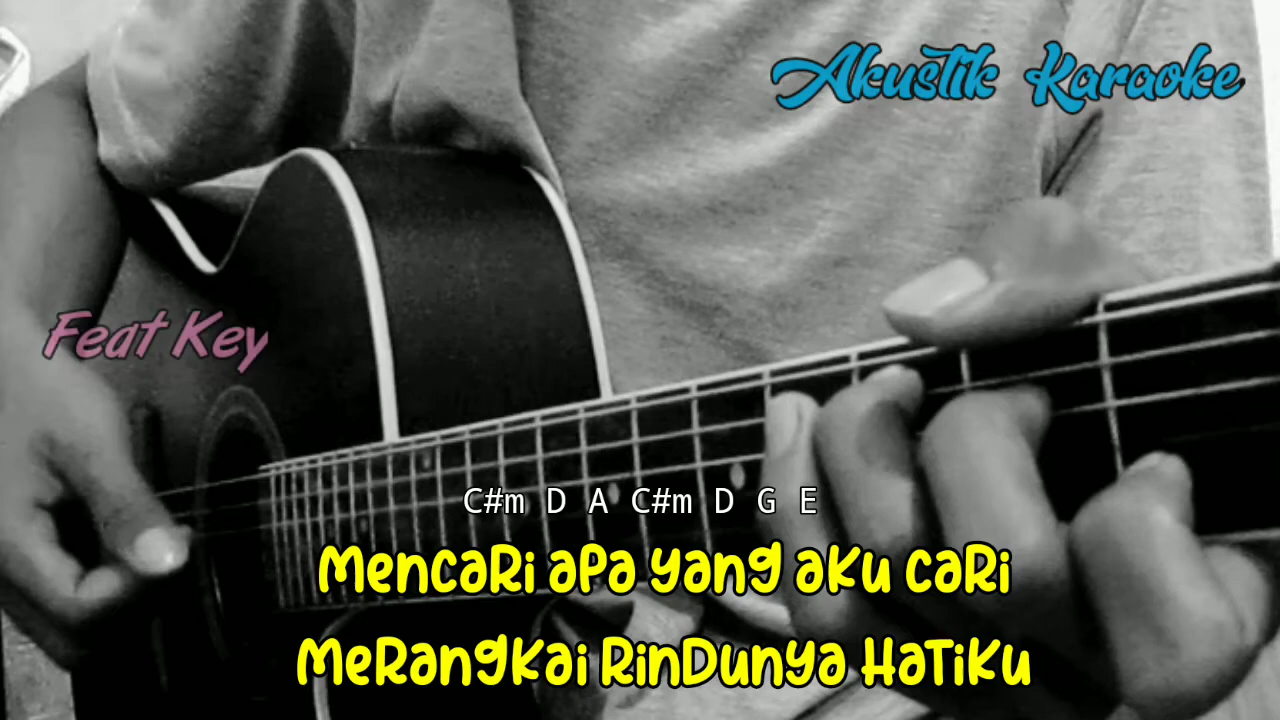 Akustik Karaoke
Feat Key
C#m D A C#m D G E
Mencari apa yang aku cari
Merangkai rindunya hatiku